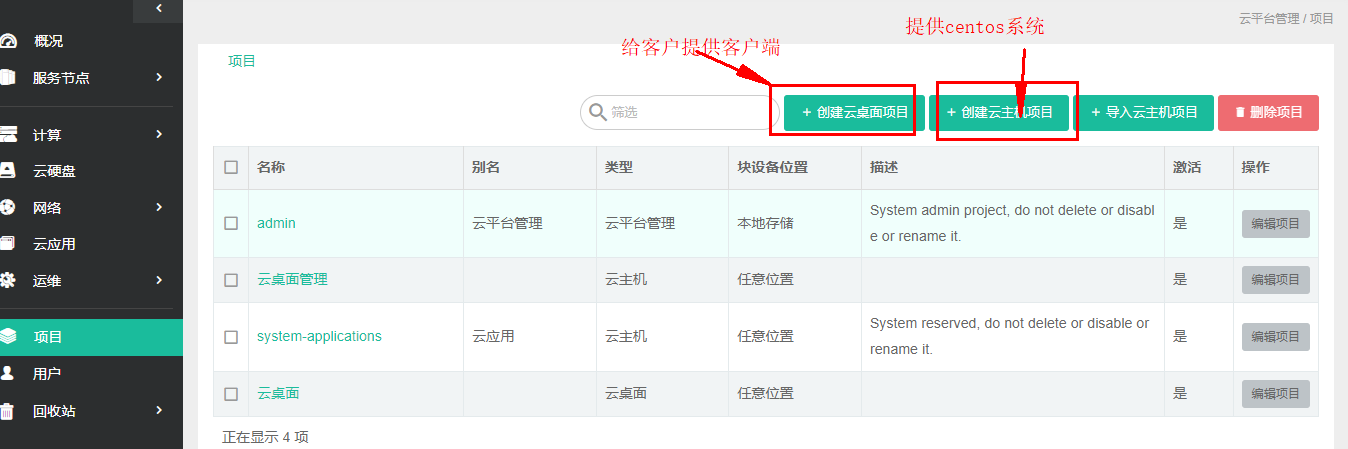 概况
服务节点
计算
云硬盘
网络
云应用
运维
项目
用户
回收站
云平台管理 / 项目
给客户提供客户端
提供centos系统
项目
筛选
+ 创建云桌面项目
+ 创建云主机项目
+ 导入云主机项目
删除项目
名称 别名 类型 块设备位置 描述 激活 操作
admin 云平台管理 云平台管理 本地存储 System admin project, do not delete or disabl
e or rename it. 是 编辑项目
云桌面管理 云主机 任意位置 是 编辑项目
system-applications 云应用 云主机 任意位置 System reserved, do not delete or disable or
rename it. 是 编辑项目
云桌面 云桌面 任意位置 是 编辑项目
正在显示 4 项